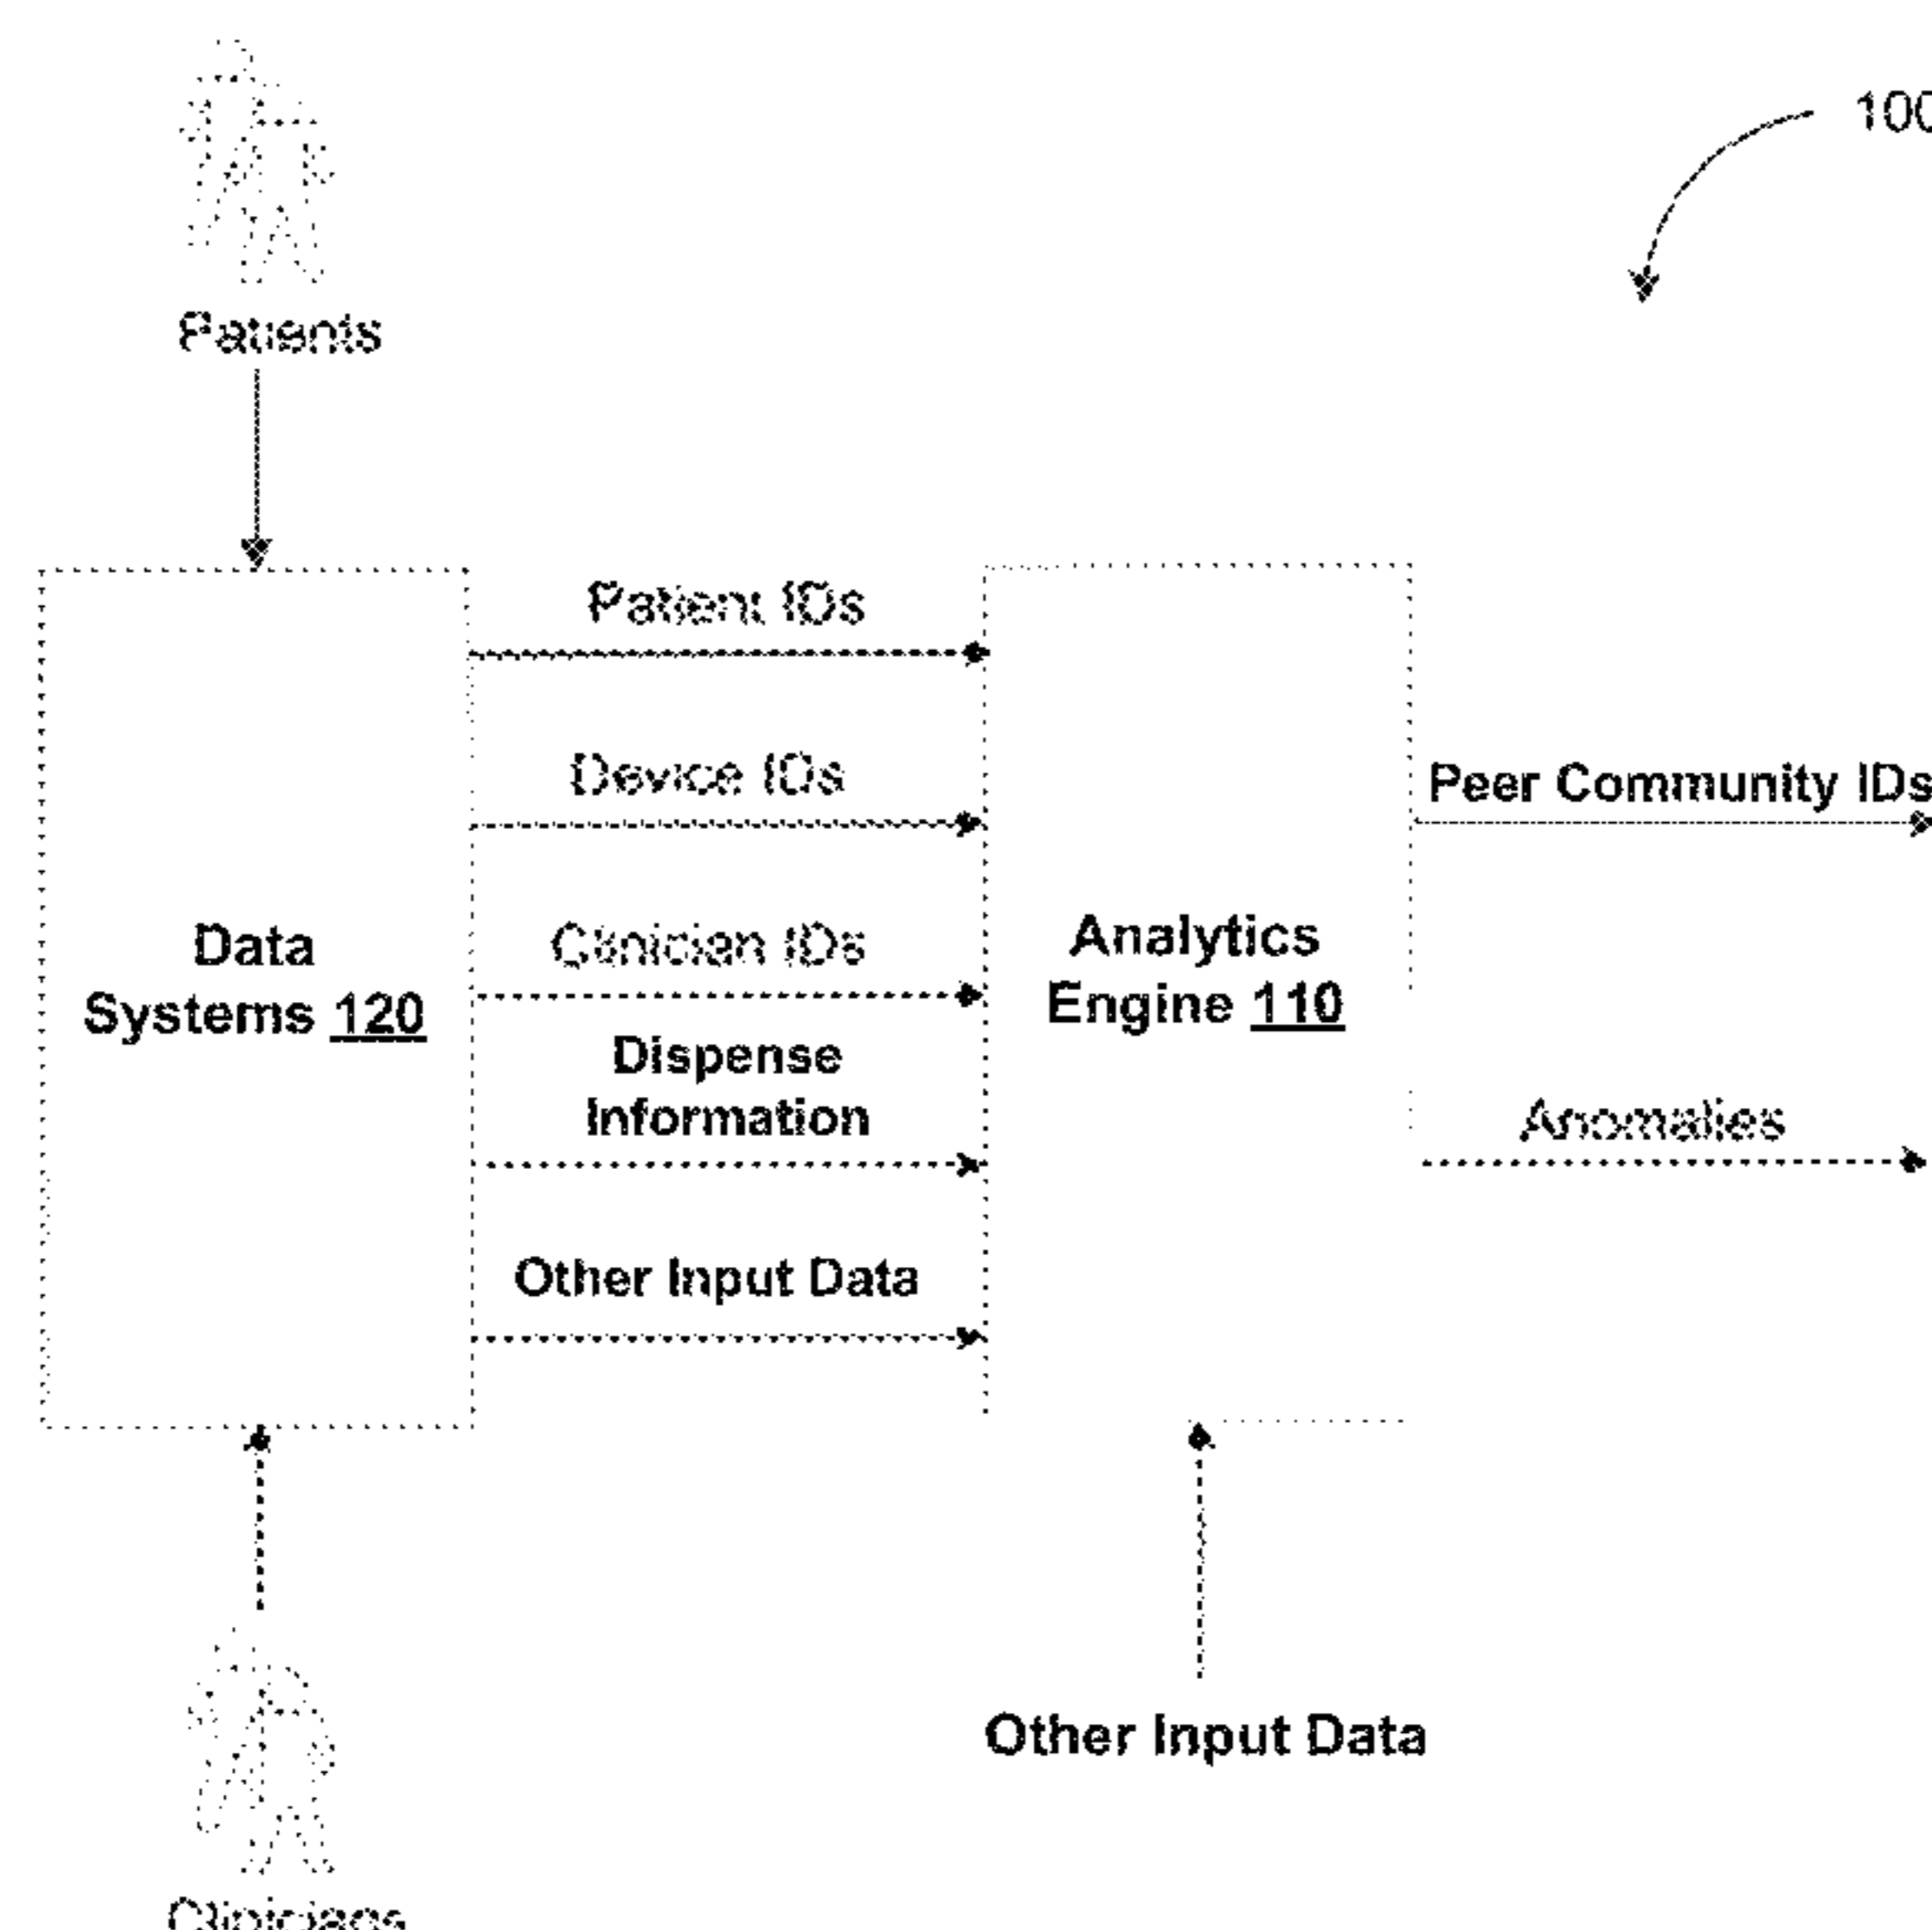 100
Patients
Patient IDs
Device IDs
Peer Community IDs
Clinician IDs
Data
Systems 120
Analytics
Engine 110
Dispense
Information
Anomalies
Other Input Data
Other Input Data
Clinicians